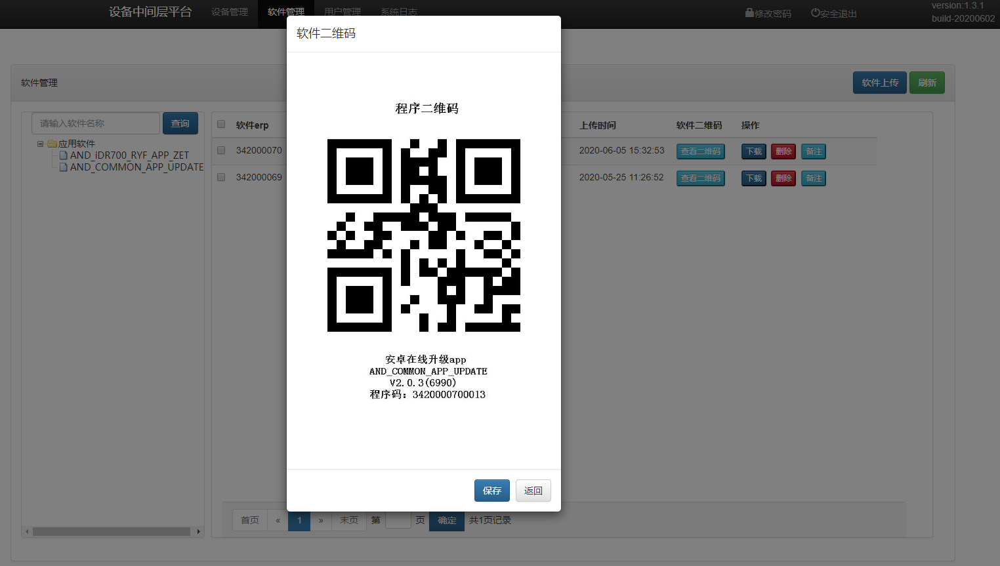 设备中间层平台 设备管理 软件管理 用户管理 系统日志 修改密码 安全退出 version:1.3.1
build-20200602
软件二维码
软件管理 软件上传 刷新
程序二维码
请输入软件名称 查询
软件erp 上传时间 软件二维码 操作
应用软件
AND_iDR700_RYF_APP_ZET
AND_COMMON_APP_UPDATE
342000070 2020-06-05 15:32:53 查看二维码 下载 删除 备注
342000069 2020-05-25 11:26:52 查看二维码 下载 删除 备注
安卓在线升级app
AND_COMMON_APP_UPDATE
V2.0.3(6990)
程序码：3420000700013
保存 返回
首页 « 1 » 末页 第 页 确定 共1页记录